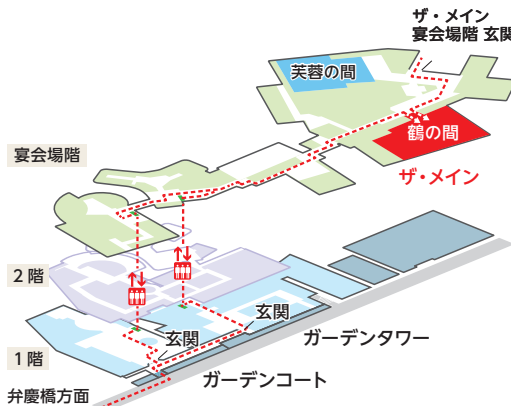 ザ・メイン
宴会場階 玄関
芙蓉の間
鶴の間
宴会場階
ザ・メイン
2階
玄関
玄関
ガーデンタワー
1階
ガーデンコート
弁慶橋方面